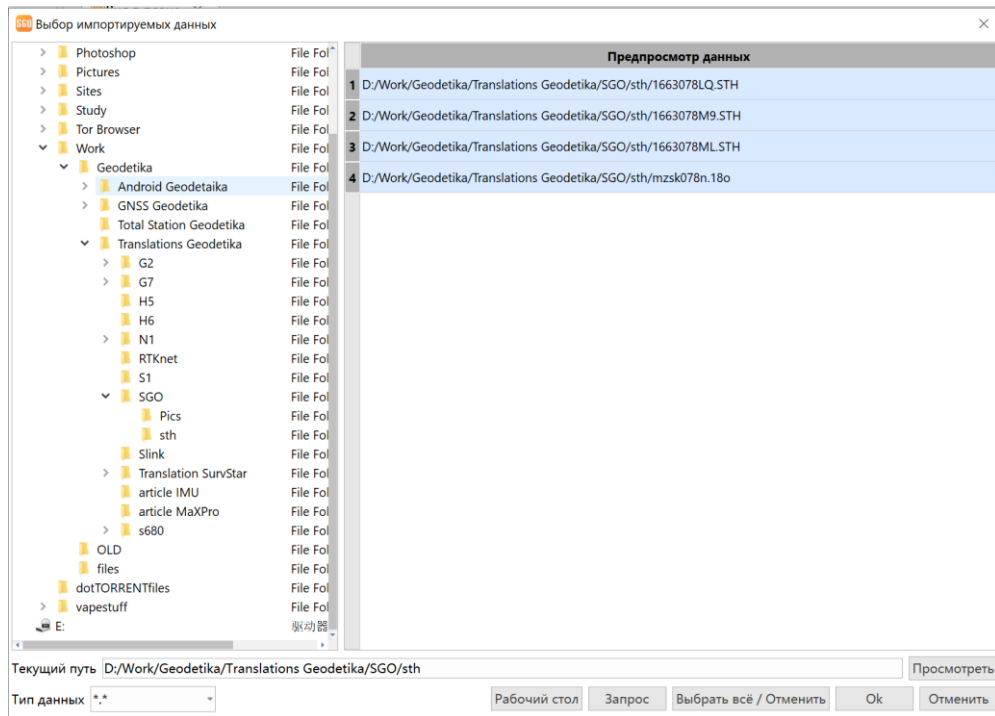 SGO Выбор импортируемых данных
Photoshop File Fol
Pictures File Fol
Sites File Fol
Study File Fol
Tor Browser File Fol
Work File Fol
Geodetika File Fol
Android Geodetaika File Fol
GNSS Geodetika File Fol
Total Station Geodetika File Fol
Translations Geodetika File Fol
G2 File Fol
G7 File Fol
H5 File Fol
H6 File Fol
N1 File Fol
RTKnet File Fol
S1 File Fol
SGO File Fol
Pics File Fol
sth File Fol
Slink File Fol
Translation SurvStar File Fol
article IMU File Fol
article MaXPro File Fol
s680 File Fol
OLD File Fol
files File Fol
dotTORRENTfiles File Fol
vapestuff File Fol
E: 驱动器
Предпросмотр данных
1 D:/Work/Geodetika/Translations Geodetika/SGO/sth/1663078LQ.STH
2 D:/Work/Geodetika/Translations Geodetika/SGO/sth/1663078M9.STH
3 D:/Work/Geodetika/Translations Geodetika/SGO/sth/1663078ML.STH
4 D:/Work/Geodetika/Translations Geodetika/SGO/sth/mzsk078n.18o
Текущий путь D:/Work/Geodetika/Translations Geodetika/SGO/sth Просмотреть
Тип данных *.* Рабочий стол Запрос Выбрать всё / Отменить Ok Отменить